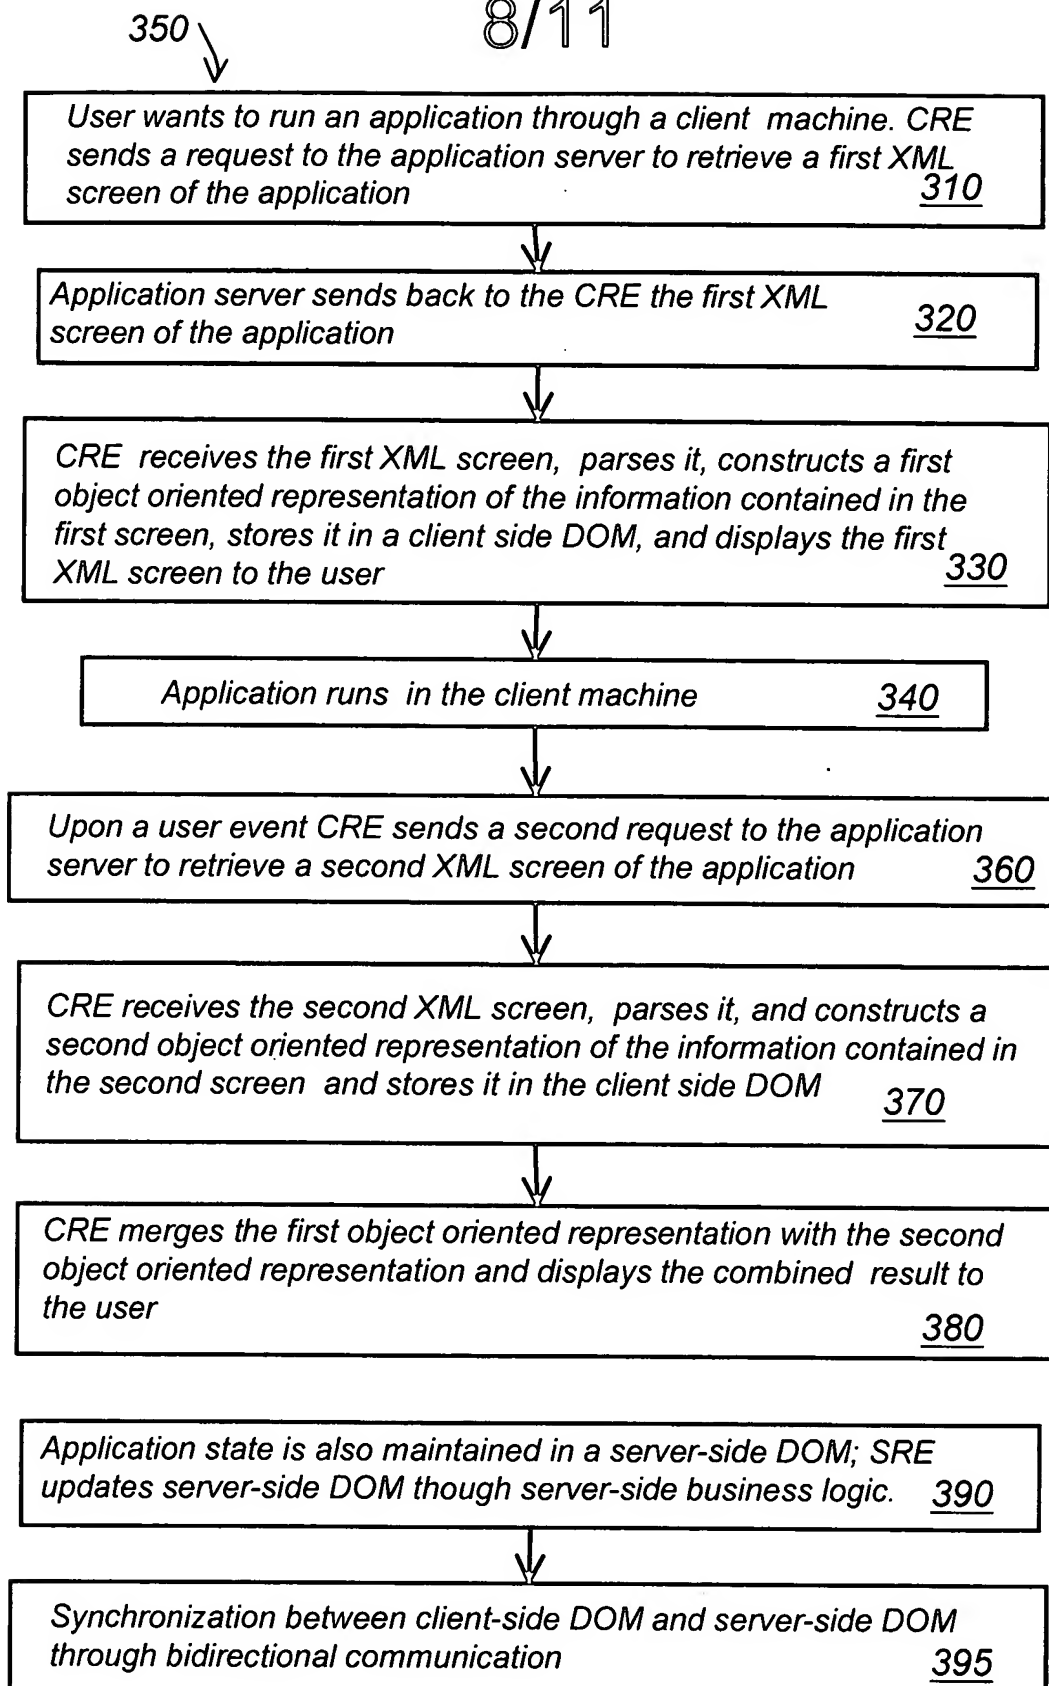 8/11
350
User wants to run an application through a client machine. CRE
sends a request to the application server to retrieve a first XML
screen of the application
310
Application server sends back to the CRE the first XML
screen of the application
320
CRE receives the first XML screen, parses it, constructs a first
object oriented representation of the information contained in the
first screen, stores it in a client side DOM, and displays the first
XML screen to the user
330
Application runs in the client machine
340
Upon a user event CRE sends a second request to the application
server to retrieve a second XML screen of the application
360
CRE receives the second XML screen, parses it, and constructs a
second object oriented representation of the information contained in
the second screen and stores it in the client side DOM
370
CRE merges the first object oriented representation with the second
object oriented representation and displays the combined result to
the user
380
Application state is also maintained in a server-side DOM; SRE
updates server-side DOM though server-side business logic.
390
Synchronization between client-side DOM and server-side DOM
through bidirectional communication
395